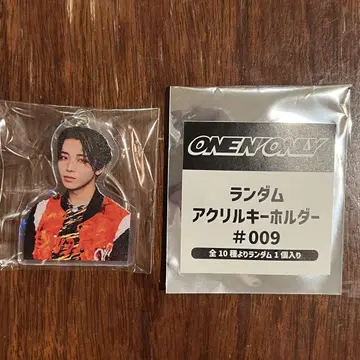 ONE N' ONLY
ランダム
アクリルキーホルダー
#009
全10種よりランダム1個入り